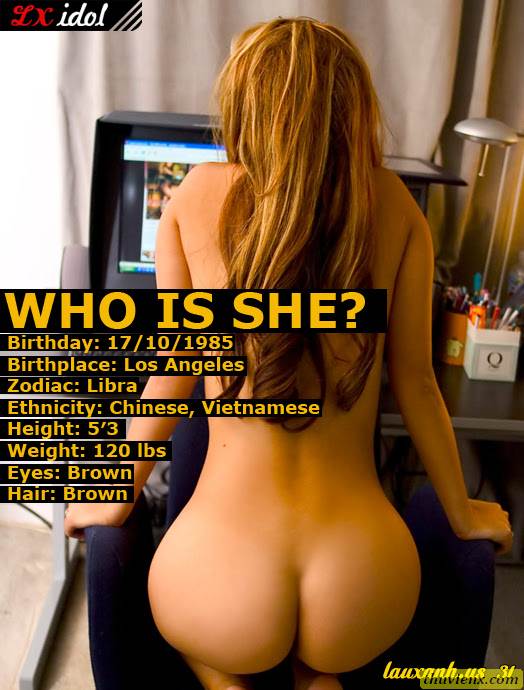 LX idol
WHO IS SHE?
Birthday: 17/10/1985
Birthplace: Los Angeles
Zodiac: Libra
Ethnicity: Chinese, Vietnamese
Height: 5’3
Weight: 120 lbs
Eyes: Brown
Hair: Brown
Q
lauxanh.us 31
thuvienx.com